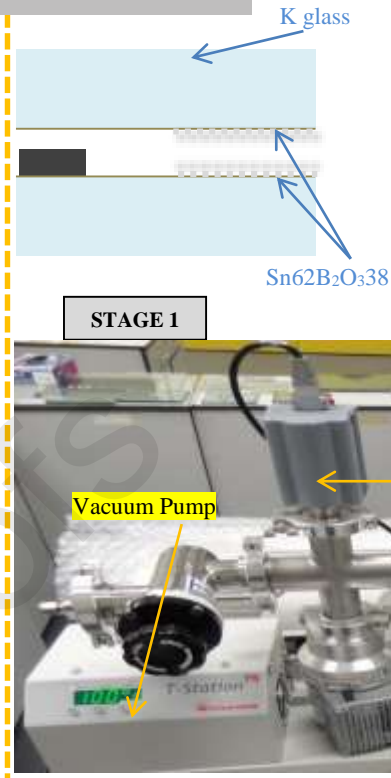 K glass
Sn62B₂O₃38
STAGE 1
Vacuum Pump
T-Station